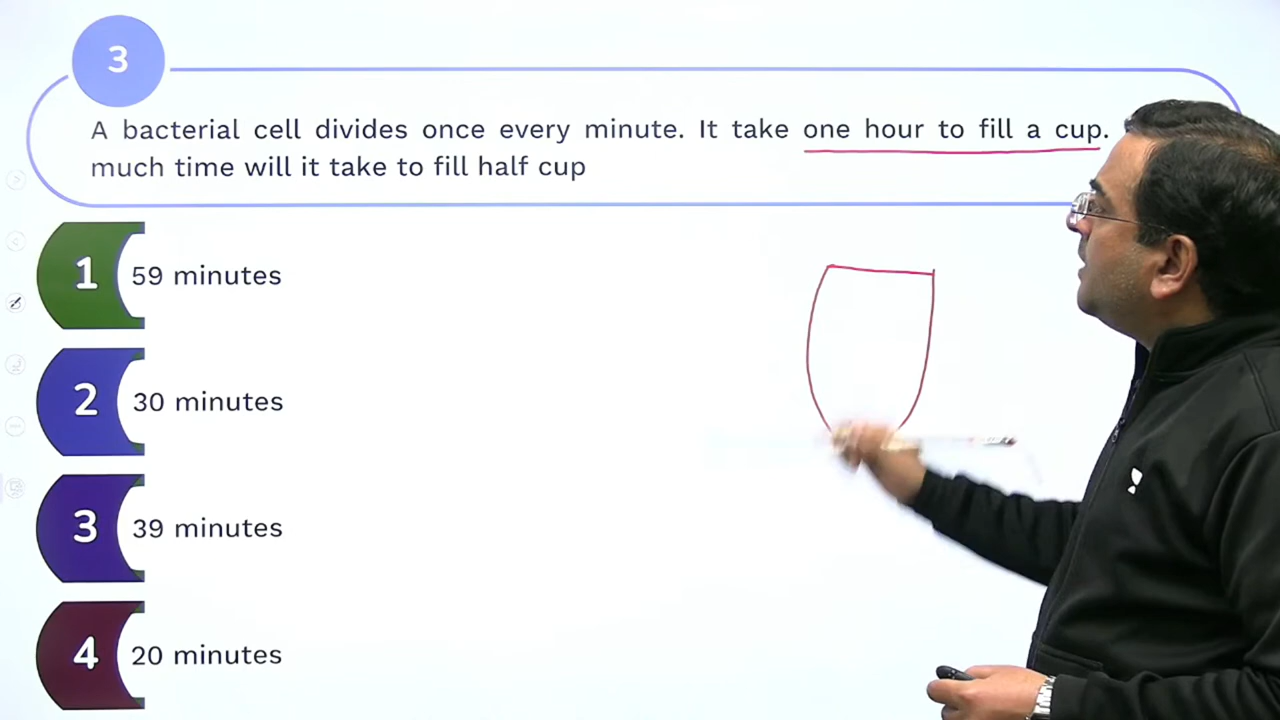 3
A bacterial cell divides once every minute. It take one hour to fill a cup.
much time will it take to fill half cup
1 59 minutes
2 30 minutes
3 39 minutes
4 20 minutes